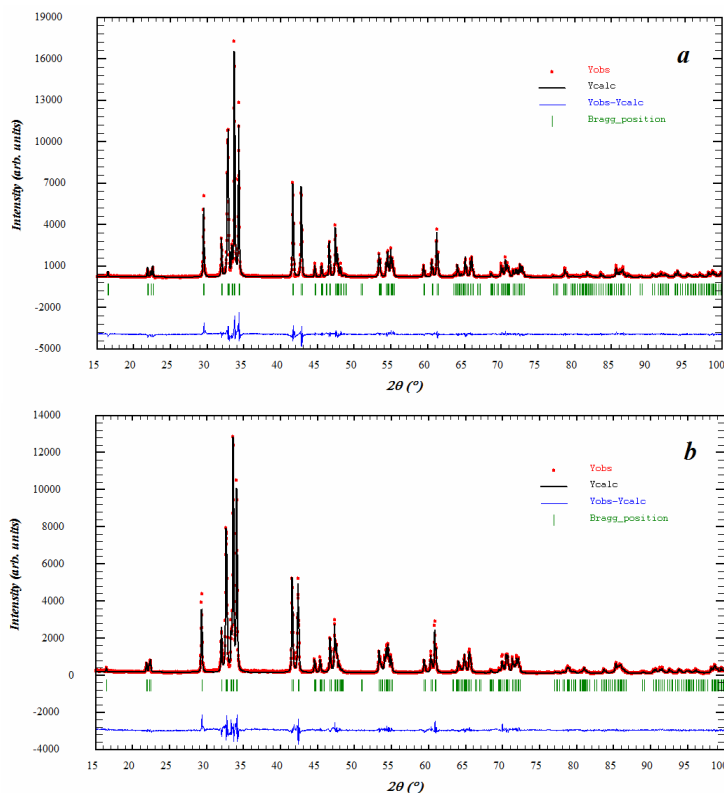 19000
a
Yobs
Ycalc
Yobs-Ycalc
Bragg_position
16000
13000
10000
7000
4000
1000
-2000
-5000
Intensity (arb. units)
15 20 25 30 35 40 45 50 55 60 65 70 75 80 85 90 95 100
2θ (°)
14000
b
Yobs
Ycalc
Yobs-Ycalc
Bragg_position
12000
10000
8000
6000
4000
2000
0
-2000
-4000
Intensity (arb. units)
15 20 25 30 35 40 45 50 55 60 65 70 75 80 85 90 95 100
2θ (°)